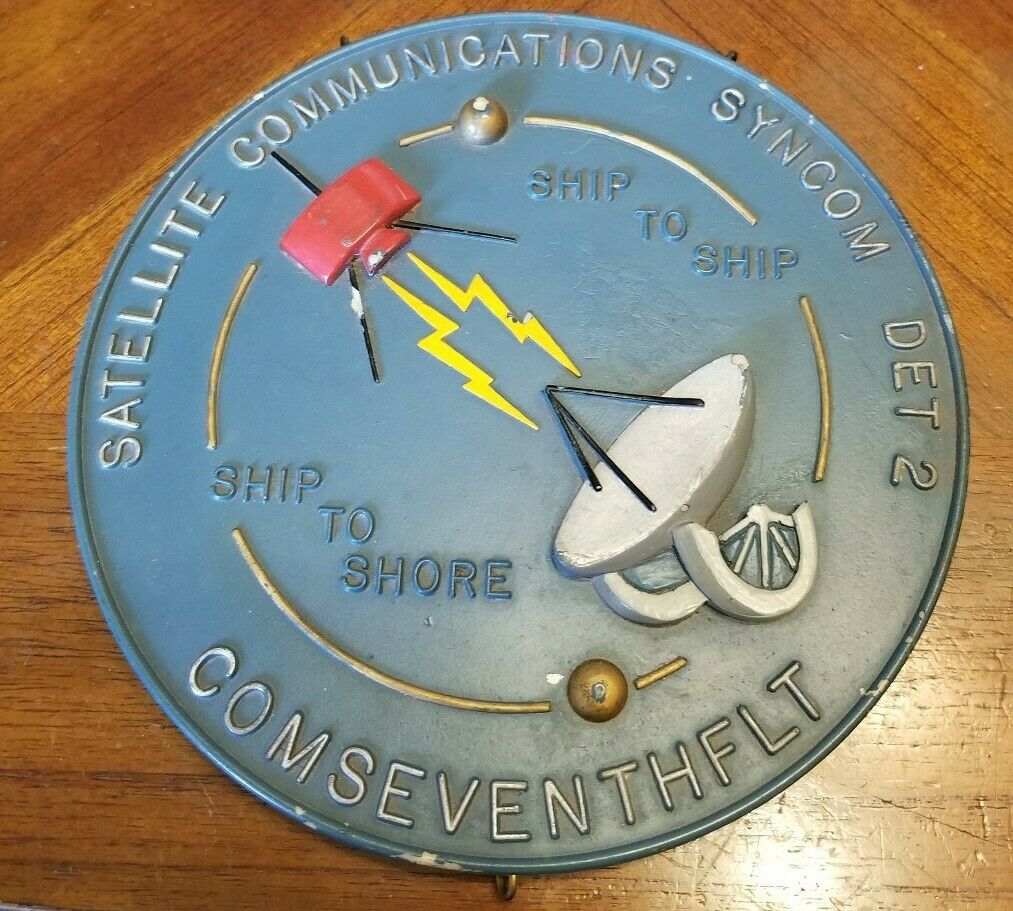 SATELLITE COMMUNICATIONS SYNCOM DET 2
SHIP
TO
SHIP
SHIP
TO
SHORE
COMSEVENTHFLT